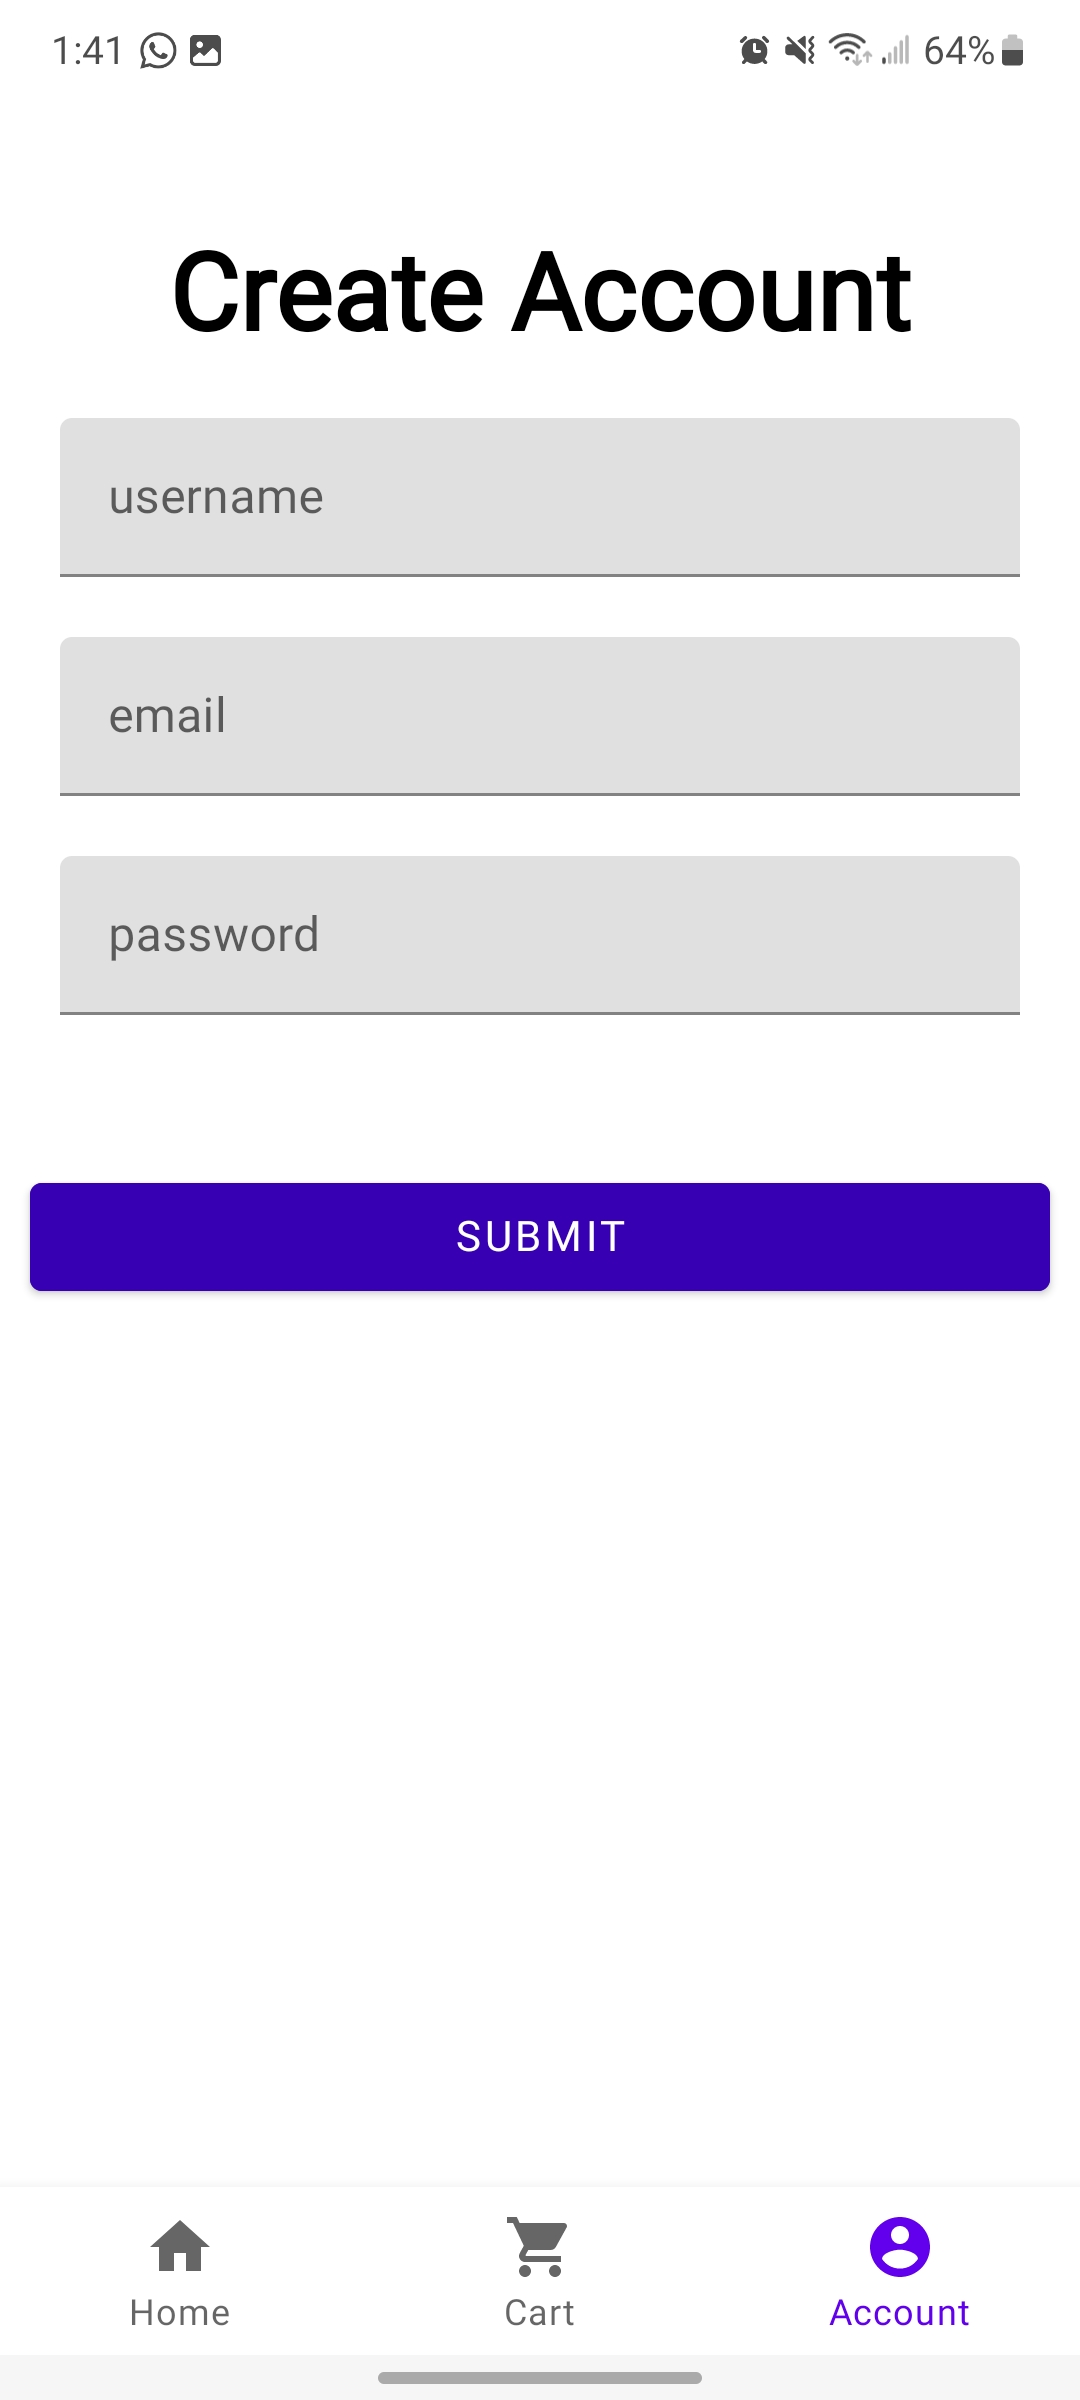 1:41 64%
Create Account
username
email
password
SUBMIT
Home Cart Account